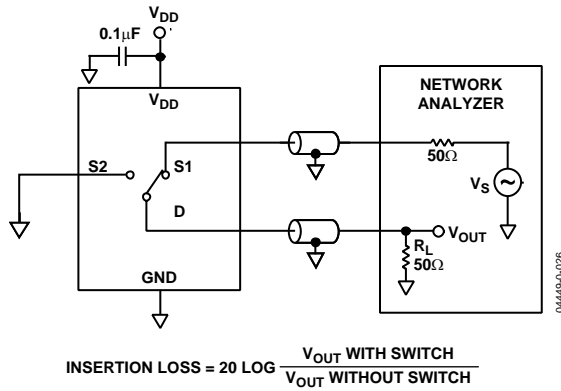 V_DD
0.1µF
V_DD
NETWORK
ANALYZER
S2
S1
50Ω
V_S
D
V_OUT
R_L
50Ω
GND
04449-0-026
INSERTION LOSS = 20 LOG V_OUT WITH SWITCH
V_OUT WITHOUT SWITCH